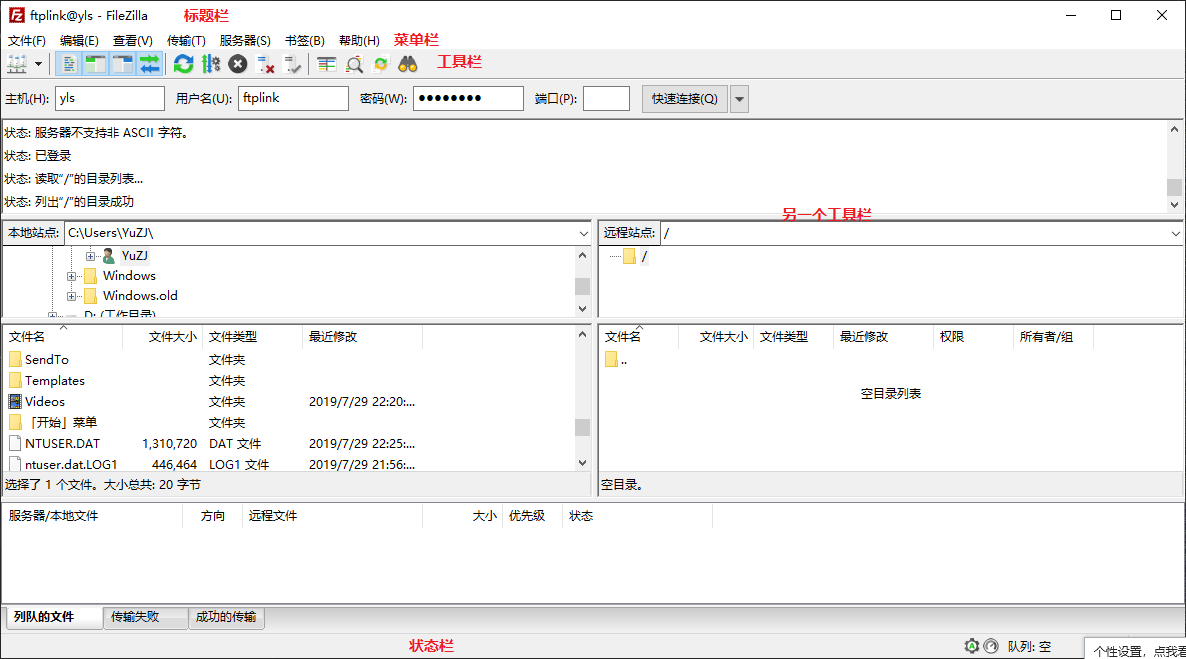 ftplink@yls - FileZilla 标题栏
文件(F) 编辑(E) 查看(V) 传输(T) 服务器(S) 书签(B) 帮助(H) 菜单栏
工具栏
主机(H): yls 用户名(U): ftplink 密码(W): ●●●●●●●● 端口(P): 快速连接(Q)
状态: 服务器不支持非 ASCII 字符。
状态: 已登录
状态: 读取“/”的目录列表...
状态: 列出“/”的目录成功
另一个工具栏
本地站点: C:\Users\YuZJ\
YuZJ
Windows
Windows.old
D: (工作目录)
远程站点: /
/
文件名 文件大小 文件类型 最近修改
SendTo 文件夹
Templates 文件夹
Videos 文件夹 2019/7/29 22:20:...
「开始」菜单 文件夹
NTUSER.DAT 1,310,720 DAT 文件 2019/7/29 22:25:...
ntuser.dat.LOG1 446,464 LOG1 文件 2019/7/29 21:56:...
选择了 1 个文件。大小总共: 20 字节
文件名 文件大小 文件类型 最近修改 权限 所有者/组
..
空目录列表
空目录。
服务器/本地文件 方向 远程文件 大小 优先级 状态
列队的文件 传输失败 成功的传输
状态栏
队列: 空
个性设置，点我看